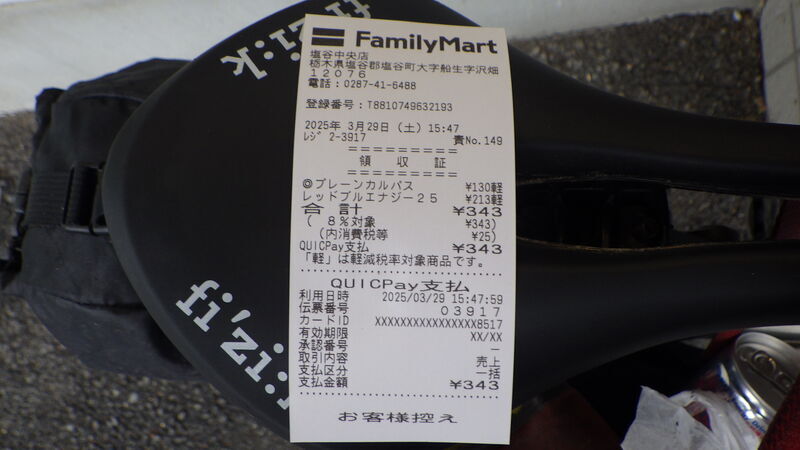 fi'zi:k
FamilyMart
塩谷中央店
栃木県塩谷郡塩谷町大字船生字沢畑
12076
電話:0287-41-6488
登録番号:T8810749632193
2025年 3月29日(土)15:47
レジ 2-3917 責No.149
=========
領 収 証
=========
◎プレーンカルパス ¥130軽
レッドブルエナジー25 ¥213軽
合 計 ¥343
( 8%対象 ¥343)
(内消費税等 ¥25)
QUICPay支払 ¥343
「軽」は軽減税率対象商品です。
QUICPay支払
利用日時 2025/03/29 15:47:59
伝票番号 03917
カードID XXXXXXXXXXXXXXXX8517
有効期限 XX/XX
承認番号 −
取引内容 売上
支払区分 一括
支払金額 ¥343
お客様控え
fi'zi:k